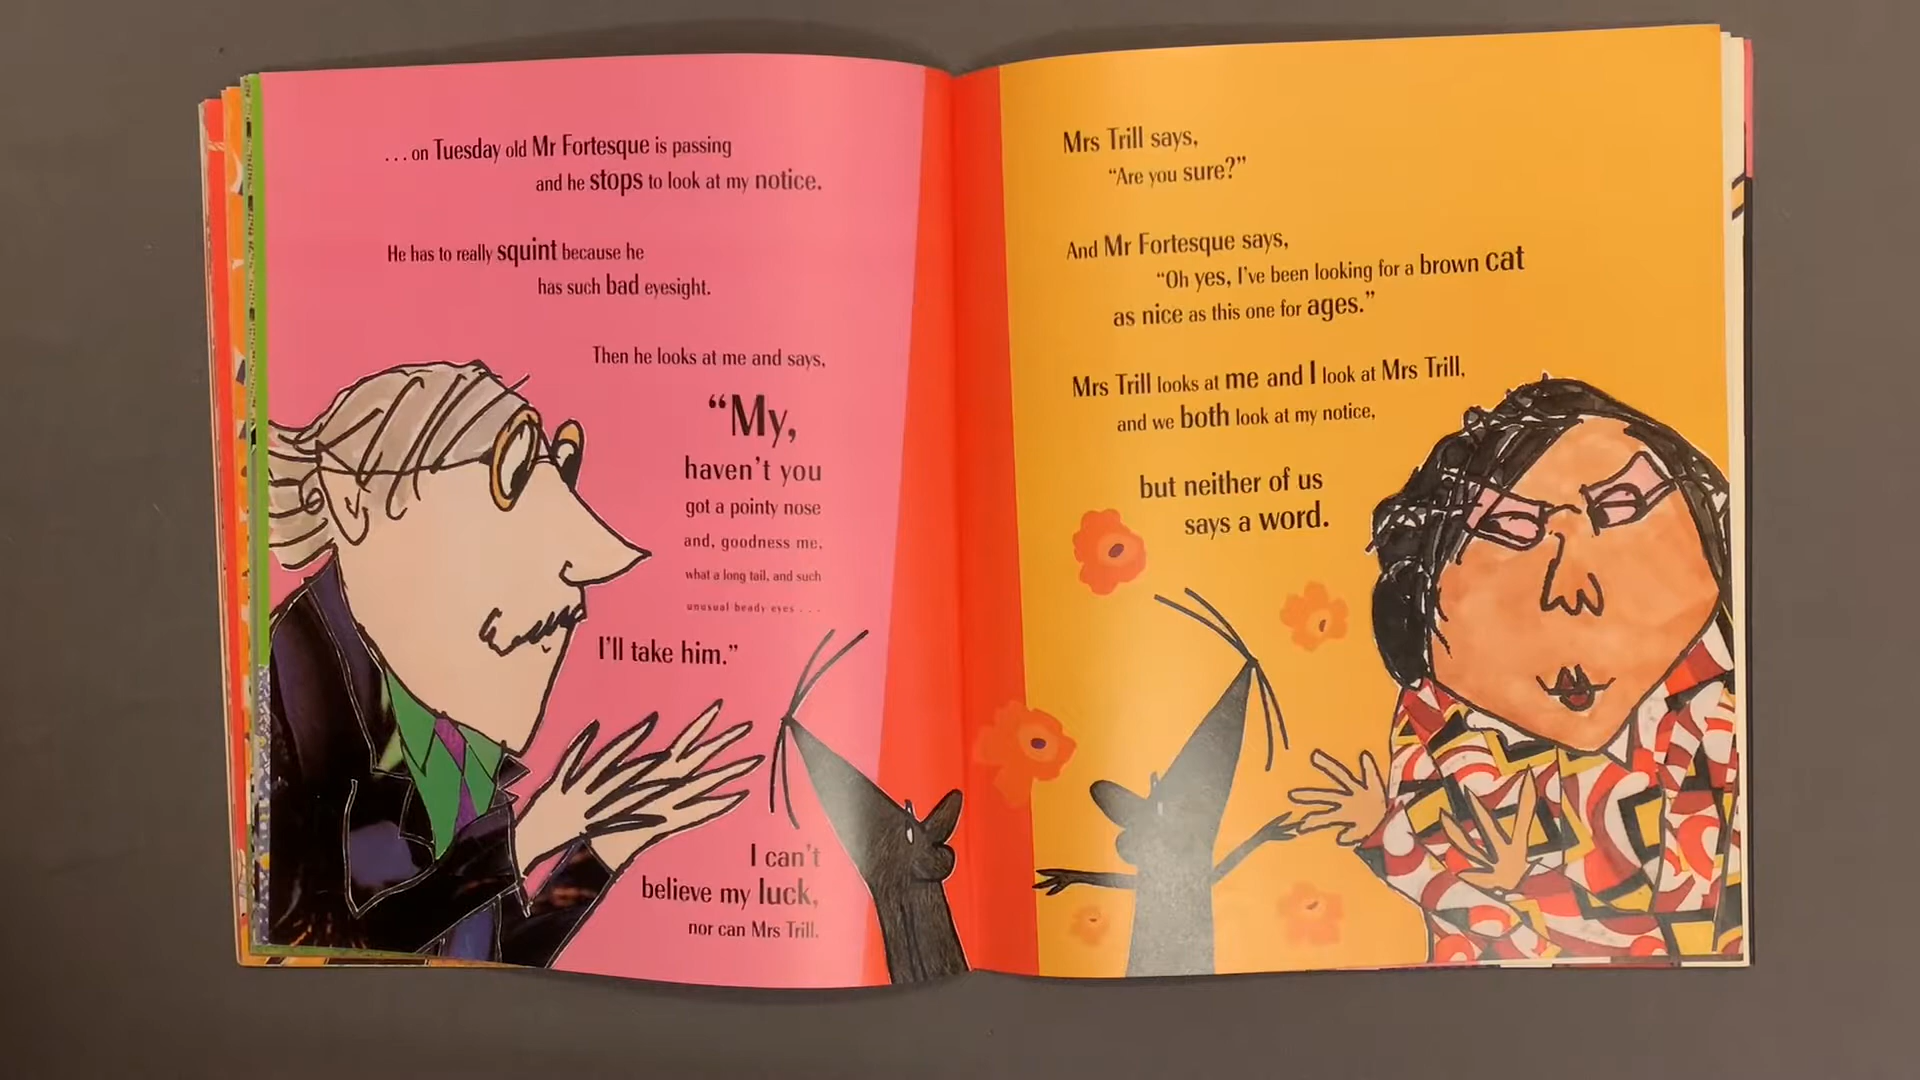 ...on Tuesday old Mr Fortesque is passing
and he stops to look at my notice.
He has to really squint because he
has such bad eyesight.
Then he looks at me and says,
“My,
haven’t you
got a pointy nose
and, goodness me,
what a long tail, and such
unusual beady eyes . . .
I’ll take him.”
I can’t
believe my luck,
nor can Mrs Trill.
Mrs Trill says,
“Are you sure?”
And Mr Fortesque says,
“Oh yes, I’ve been looking for a brown cat
as nice as this one for ages.”
Mrs Trill looks at me and I look at Mrs Trill,
and we both look at my notice,
but neither of us
says a word.